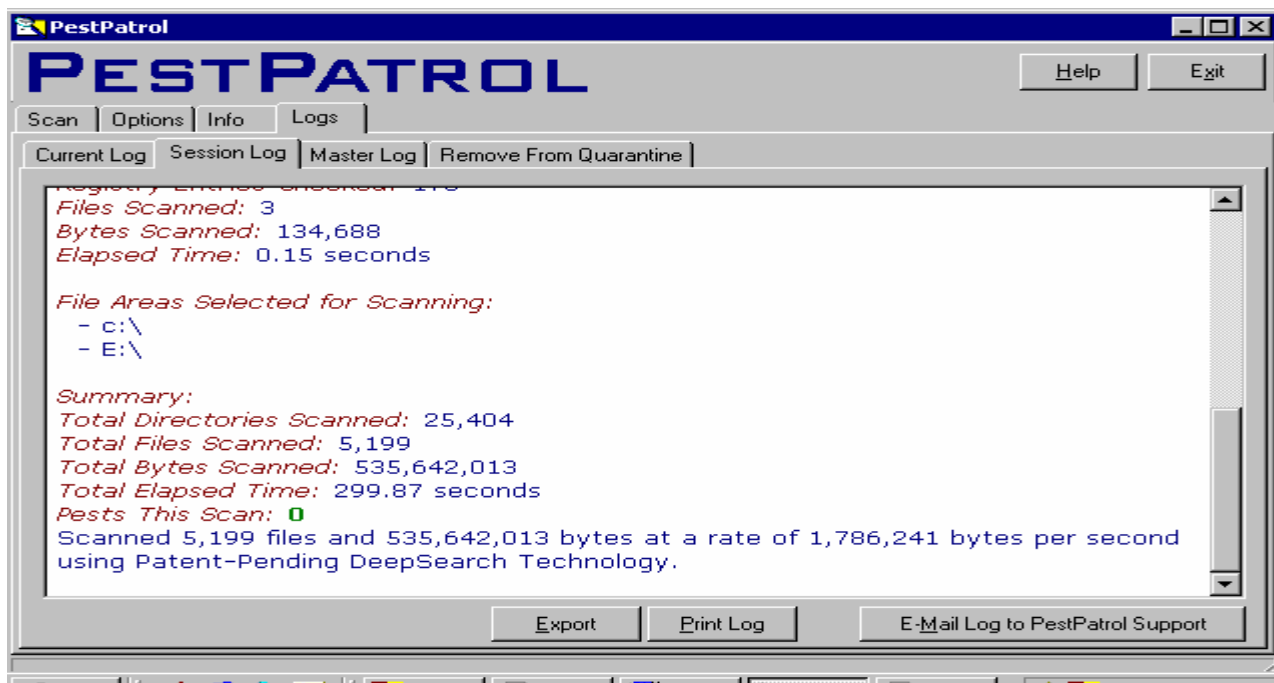 PestPatrol
PESTPATROL
Help Exit
Scan Options Info Logs
Current Log Session Log Master Log Remove From Quarantine
Registry Entries Checked:
Files Scanned: 3
Bytes Scanned: 134,688
Elapsed Time: 0.15 seconds
File Areas Selected for Scanning:
- c:\
- E:\
Summary:
Total Directories Scanned: 25,404
Total Files Scanned: 5,199
Total Bytes Scanned: 535,642,013
Total Elapsed Time: 299.87 seconds
Pests This Scan: 0
Scanned 5,199 files and 535,642,013 bytes at a rate of 1,786,241 bytes per second
using Patent-Pending DeepSearch Technology.
Export Print Log E-Mail Log to PestPatrol Support